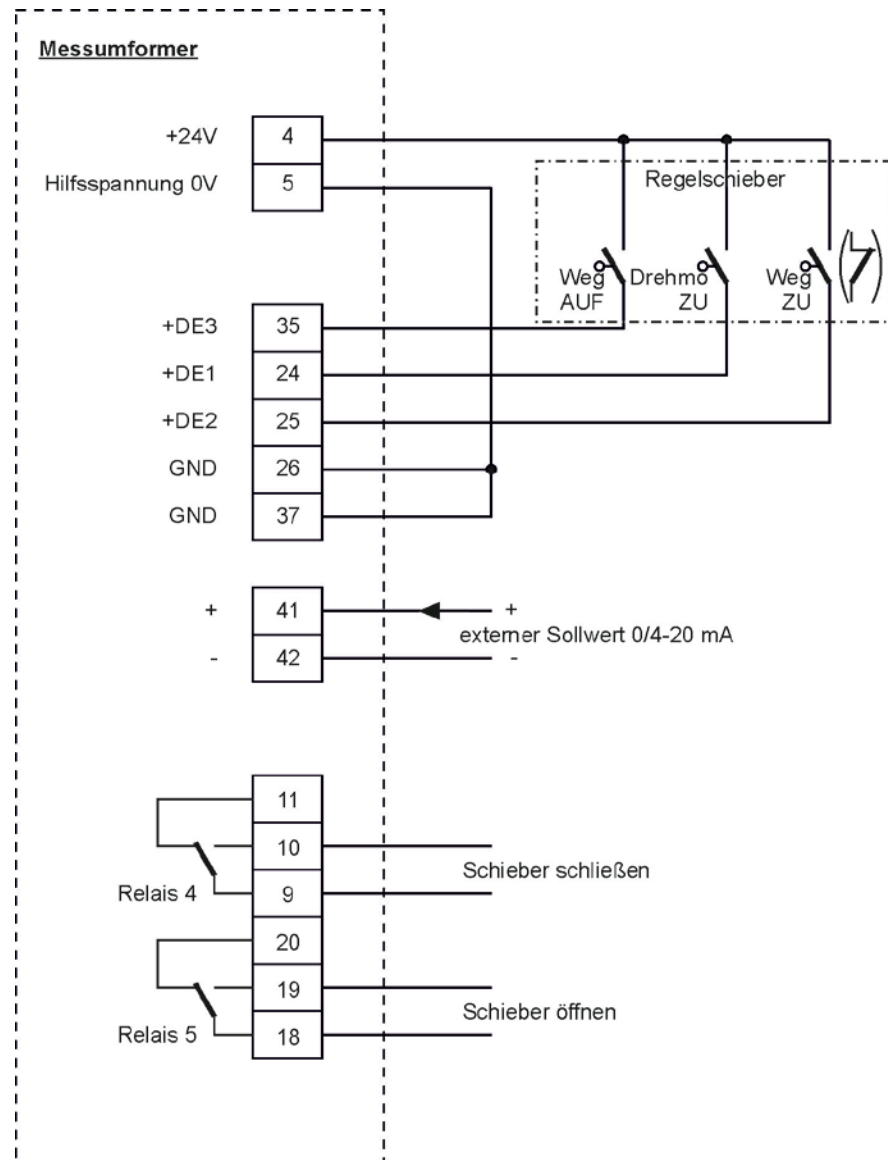 Messumformer
+24V 4
Hilfsspannung 0V 5
Regelschieber
Weg AUF
Drehmo ZU
Weg ZU
+DE3 35
+DE1 24
+DE2 25
GND 26
GND 37
+ 41 +
externer Sollwert 0/4-20 mA
- 42 -
11
10
Schieber schließen
Relais 4 9
20
19
Schieber öffnen
Relais 5 18